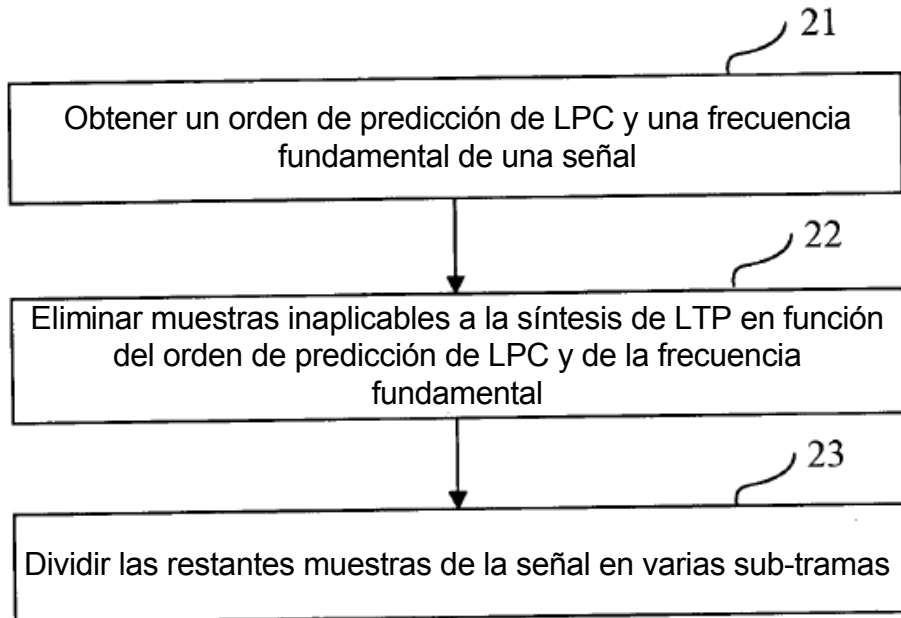 21
Obtener un orden de predicción de LPC y una frecuencia
fundamental de una señal
22
Eliminar muestras inaplicables a la síntesis de LTP en función
del orden de predicción de LPC y de la frecuencia
fundamental
23
Dividir las restantes muestras de la señal en varias sub-tramas